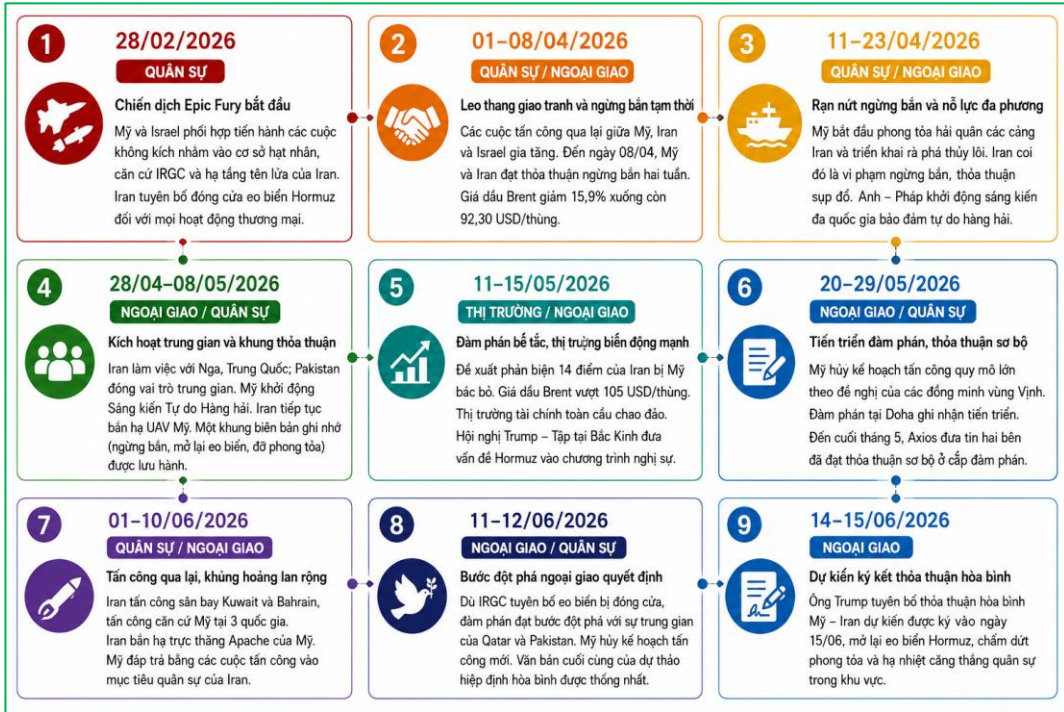 1
28/02/2026
QUÂN SỰ
Chiến dịch Epic Fury bắt đầu
Mỹ và Israel phối hợp tiến hành các cuộc
không kích nhằm vào cơ sở hạt nhân,
căn cứ IRGC và hạ tầng tên lửa của Iran.
Iran tuyên bố đóng cửa eo biển Hormuz
đối với mọi hoạt động thương mại.
2
01–08/04/2026
QUÂN SỰ / NGOẠI GIAO
Leo thang giao tranh và ngừng bắn tạm thời
Các cuộc tấn công qua lại giữa Mỹ, Iran
và Israel gia tăng. Đến ngày 08/04, Mỹ
và Iran đạt thỏa thuận ngừng bắn hai tuần.
Giá dầu Brent giảm 15,9% xuống còn
92,30 USD/thùng.
3
11–23/04/2026
QUÂN SỰ / NGOẠI GIAO
Rạn nứt ngừng bắn và nỗ lực đa phương
Mỹ bắt đầu phong tỏa hải quân các cảng
Iran và triển khai rà phá thủy lôi. Iran coi
đó là vi phạm ngừng bắn, thỏa thuận
sụp đổ. Anh – Pháp khởi động sáng kiến
đa quốc gia bảo đảm tự do hàng hải.
4
28/04–08/05/2026
NGOẠI GIAO / QUÂN SỰ
Kích hoạt trung gian và khung thỏa thuận
Iran làm việc với Nga, Trung Quốc; Pakistan
đóng vai trò trung gian. Mỹ khởi động
Sáng kiến Tự do Hàng hải. Iran tiếp tục
bắn hạ UAV Mỹ. Một khung biên bản ghi nhớ
(ngừng bắn, mở lại eo biển, dỡ phong tỏa)
được lưu hành.
5
11–15/05/2026
THỊ TRƯỜNG / NGOẠI GIAO
Đàm phán bế tắc, thị trường biến động mạnh
Đề xuất phản biện 14 điểm của Iran bị Mỹ
bác bỏ. Giá dầu Brent vượt 105 USD/thùng.
Thị trường tài chính toàn cầu chao đảo.
Hội nghị Trump – Tập tại Bắc Kinh đưa
vấn đề Hormuz vào chương trình nghị sự.
6
20–29/05/2026
NGOẠI GIAO / QUÂN SỰ
Tiến triển đàm phán, thỏa thuận sơ bộ
Mỹ hủy kế hoạch tấn công quy mô lớn
theo đề nghị của các đồng minh vùng Vịnh.
Đàm phán tại Doha ghi nhận tiến triển.
Đến cuối tháng 5, Axios đưa tin hai bên
đã đạt thỏa thuận sơ bộ ở cấp đàm phán.
7
01–10/06/2026
QUÂN SỰ / NGOẠI GIAO
Tấn công qua lại, khủng hoảng lan rộng
Iran tấn công sân bay Kuwait và Bahrain,
tấn công căn cứ Mỹ tại 3 quốc gia.
Iran bắn hạ trực thăng Apache của Mỹ.
Mỹ đáp trả bằng các cuộc tấn công vào
mục tiêu quân sự của Iran.
8
11–12/06/2026
NGOẠI GIAO / QUÂN SỰ
Bước đột phá ngoại giao quyết định
Dù IRGC tuyên bố eo biển bị đóng cửa,
đàm phán đạt bước đột phá với sự trung gian
của Qatar và Pakistan. Mỹ hủy kế hoạch tấn
công mới. Văn bản cuối cùng của dự thảo
hiệp định hòa bình được thống nhất.
9
14–15/06/2026
NGOẠI GIAO
Dự kiến ký kết thỏa thuận hòa bình
Ông Trump tuyên bố thỏa thuận hòa bình
Mỹ – Iran dự kiến được ký vào ngày
15/06, mở lại eo biển Hormuz, chấm dứt
phong tỏa và hạ nhiệt căng thẳng quân sự
trong khu vực.